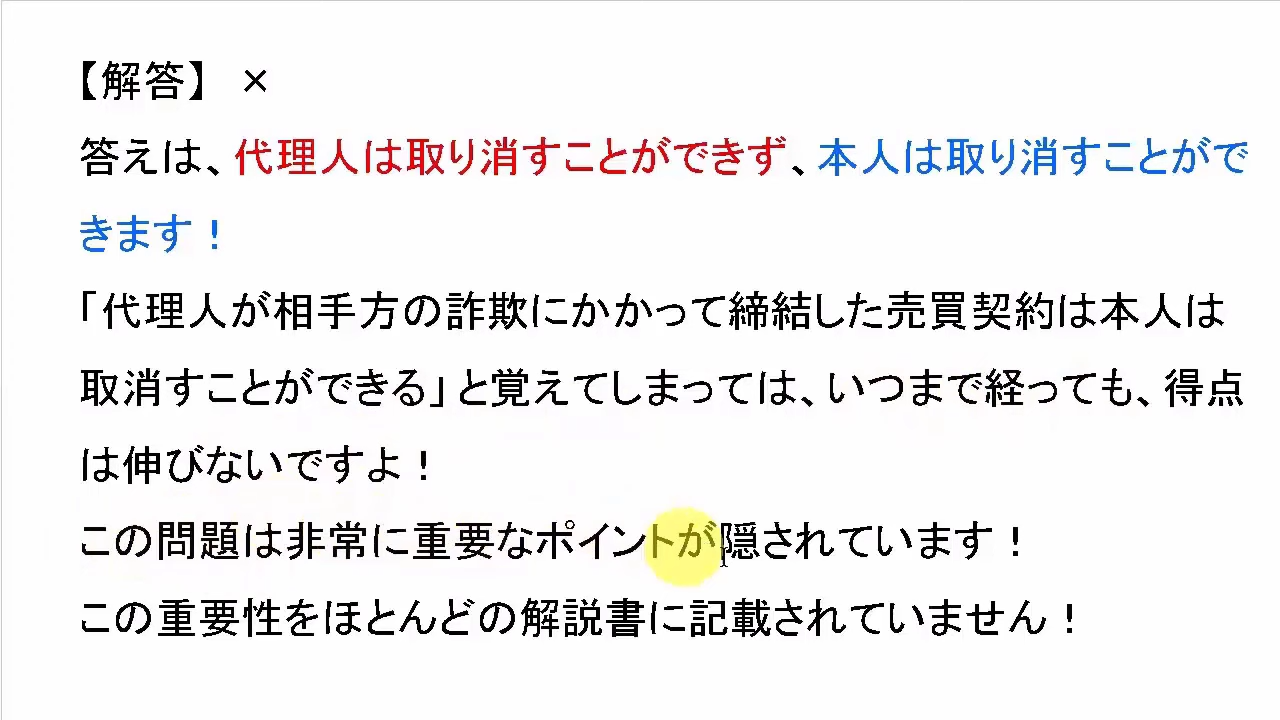 【解答】 ×
答えは、代理人は取り消すことができず、本人は取り消すことがで
きます！
「代理人が相手方の詐欺にかかって締結した売買契約は本人は
取消すことができる」と覚えてしまっては、いつまで経っても、得点
は伸びないですよ！
この問題は非常に重要なポイントが隠されています！
この重要性をほとんどの解説書に記載されていません！